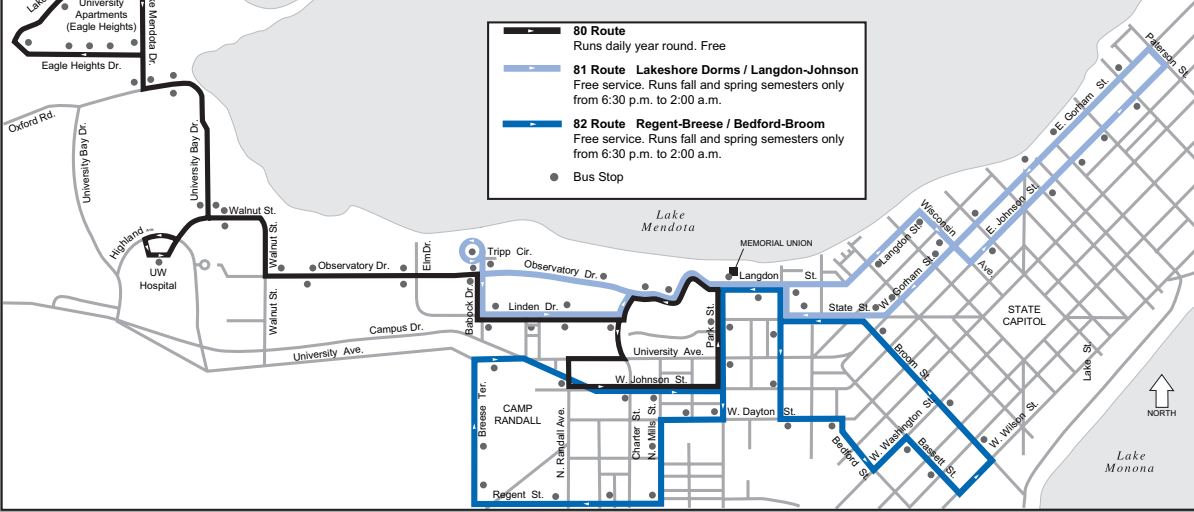 Lake
University
Apartments
(Eagle Heights)
Lake Mendota Dr.
Eagle Heights Dr.
80 Route
Runs daily year round. Free
81 Route Lakeshore Dorms / Langdon-Johnson
Free service. Runs fall and spring semesters only
from 6:30 p.m. to 2:00 a.m.
82 Route Regent-Breese / Bedford-Broom
Free service. Runs fall and spring semesters only
from 6:30 p.m. to 2:00 a.m.
Bus Stop
Paterson St.
E. Gorham St.
Oxford Rd.
University Bay Dr.
University Bay Dr.
Walnut St.
Walnut St.
Walnut St.
Highland Ave.
UW
Hospital
Observatory Dr.
Elm Dr.
Tripp Cir.
Observatory Dr.
Lake
Mendota
MEMORIAL UNION
Langdon St.
Langdon St.
Wisconsin Ave.
E. Johnson St.
W. Gorham St.
State St.
STATE
CAPITOL
Babock Dr.
Linden Dr.
Campus Dr.
University Ave.
University Ave.
Park St.
W. Johnson St.
Broom St.
Lake St.
NORTH
Breese Ter.
CAMP
RANDALL
N. Randall Ave.
Charter St.
N. Mills St.
W. Dayton St.
Bedford St.
W. Washington St.
Bassett St.
W. Wilson St.
Regent St.
Lake
Monona